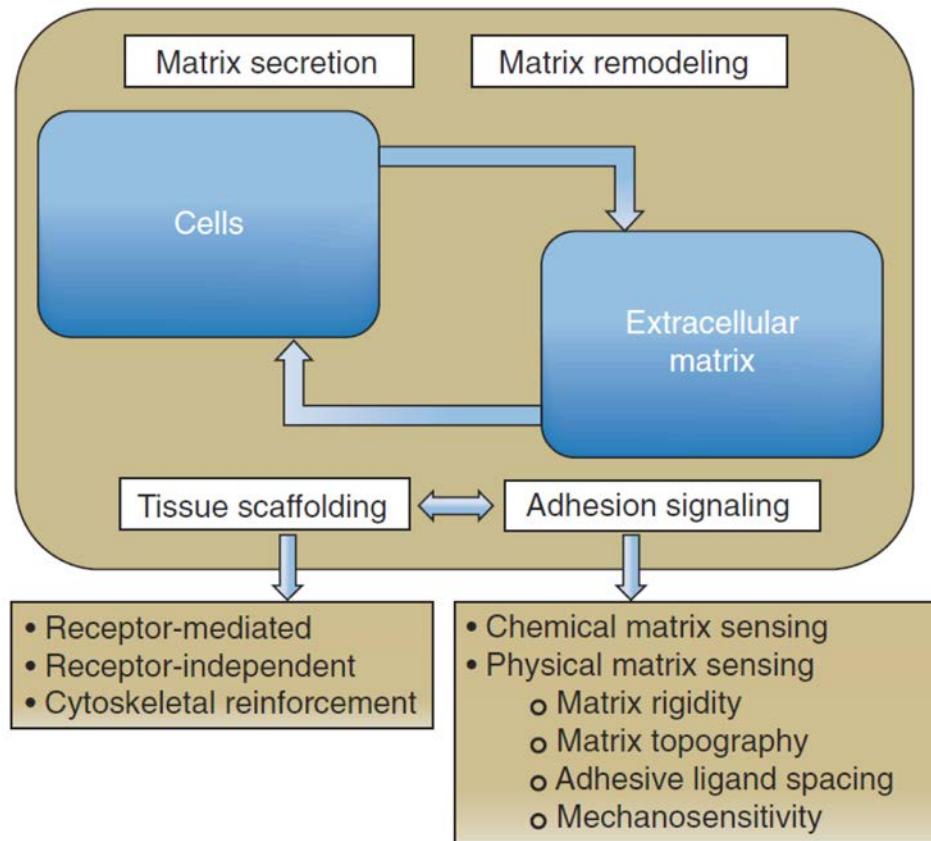 Matrix secretion
Matrix remodeling
Cells
Extracellular
matrix
Tissue scaffolding
Adhesion signaling
• Receptor-mediated
• Receptor-independent
• Cytoskeletal reinforcement
• Chemical matrix sensing
• Physical matrix sensing
o Matrix rigidity
o Matrix topography
o Adhesive ligand spacing
o Mechanosensitivity